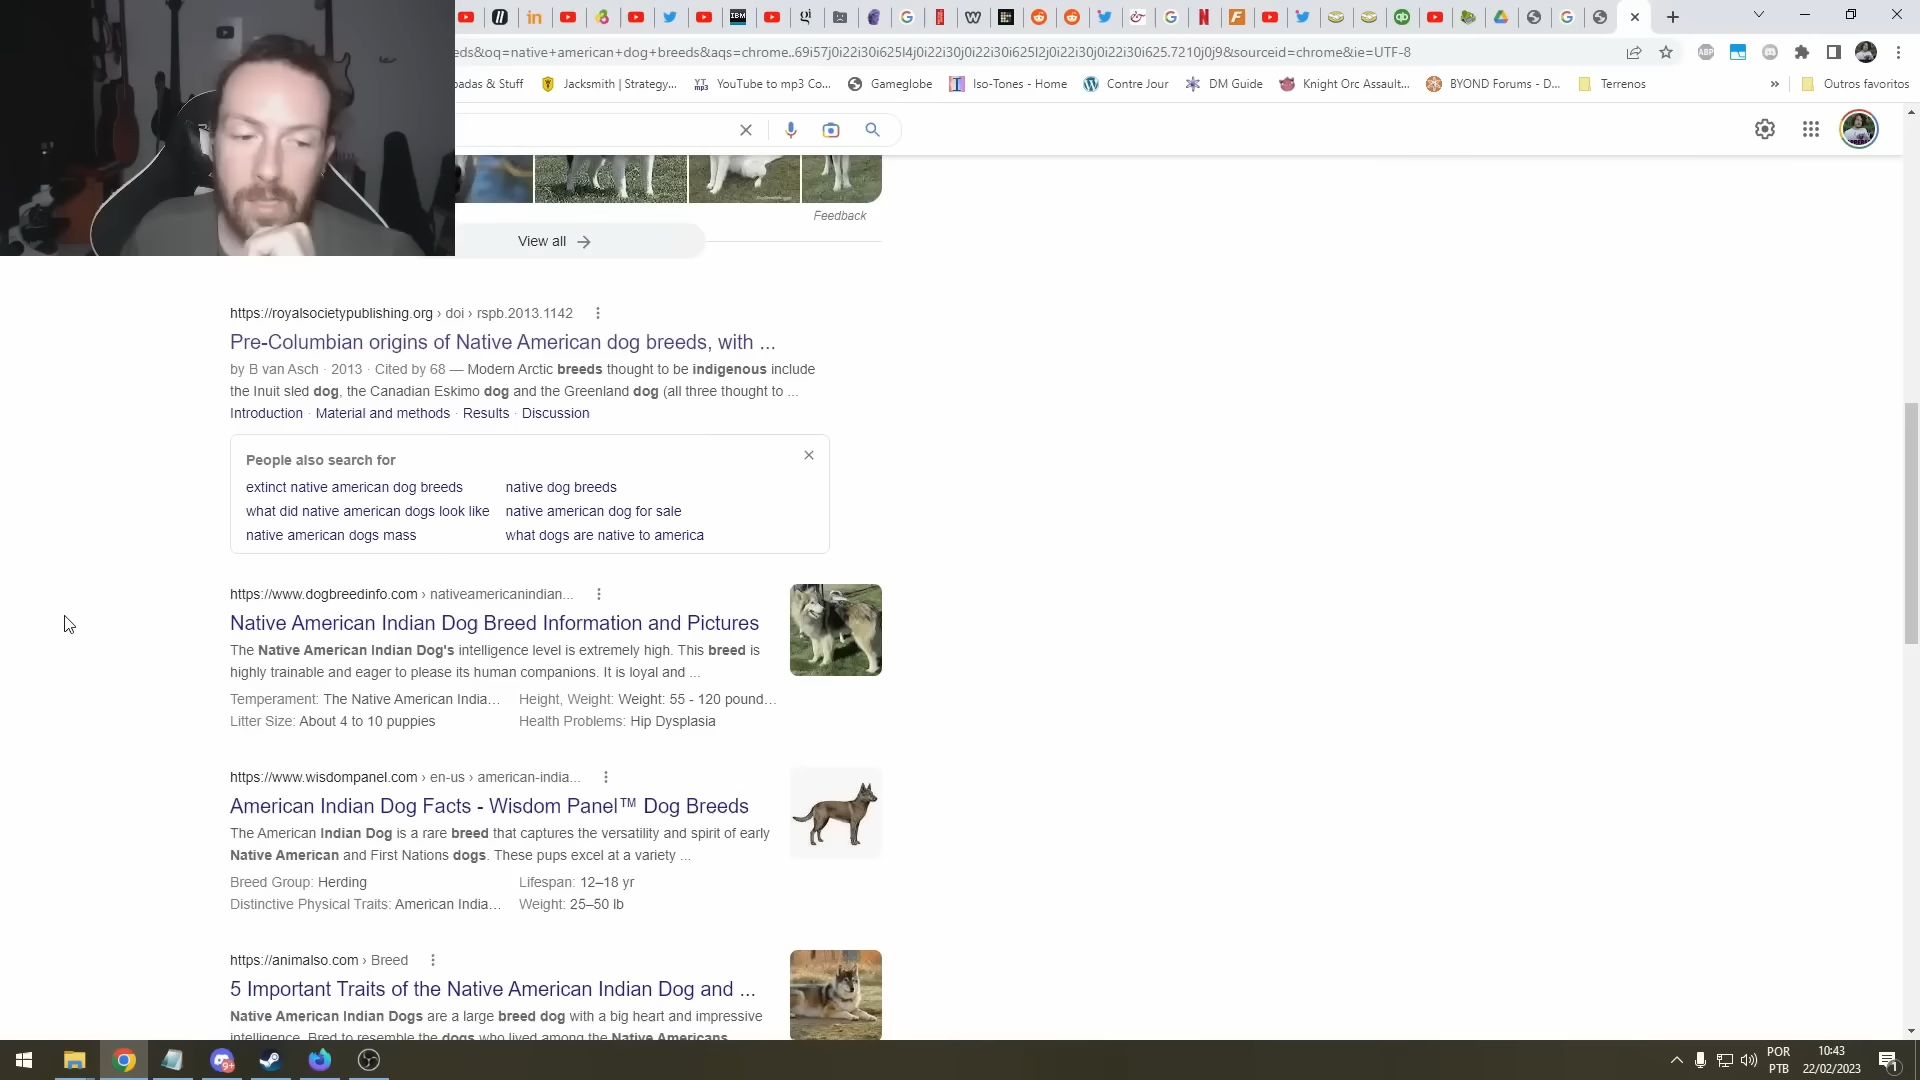 eds&oq=native+american+dog+breeds&aqs=chrome..69i57j0i22i30i625l4j0i22i30j0i22i30i625l2j0i22i30j0i22i30i625.7210j0j9&sourceid=chrome&ie=UTF-8
oadas & Stuff
Jacksmith | Strategy...
YouTube to mp3 Co...
Gameglobe
Iso-Tones - Home
Contre Jour
DM Guide
Knight Orc Assault...
BYOND Forums - D...
Terrenos
»
Outros favoritos
Feedback
View all
https://royalsocietypublishing.org › doi › rspb.2013.1142
Pre-Columbian origins of Native American dog breeds, with ...
by B van Asch · 2013 · Cited by 68 — Modern Arctic breeds thought to be indigenous include
the Inuit sled dog, the Canadian Eskimo dog and the Greenland dog (all three thought to ...
Introduction · Material and methods · Results · Discussion
People also search for
extinct native american dog breeds
native dog breeds
what did native american dogs look like
native american dog for sale
native american dogs mass
what dogs are native to america
https://www.dogbreedinfo.com › nativeamericanindian...
Native American Indian Dog Breed Information and Pictures
The Native American Indian Dog's intelligence level is extremely high. This breed is
highly trainable and eager to please its human companions. It is loyal and ...
Temperament: The Native American India...
Height, Weight: Weight: 55 - 120 pound...
Litter Size: About 4 to 10 puppies
Health Problems: Hip Dysplasia
https://www.wisdompanel.com › en-us › american-india...
American Indian Dog Facts - Wisdom Panel™ Dog Breeds
The American Indian Dog is a rare breed that captures the versatility and spirit of early
Native American and First Nations dogs. These pups excel at a variety ...
Breed Group: Herding
Lifespan: 12–18 yr
Distinctive Physical Traits: American India...
Weight: 25–50 lb
https://animalso.com › Breed
5 Important Traits of the Native American Indian Dog and ...
Native American Indian Dogs are a large breed dog with a big heart and impressive
intelligence. Bred to resemble the dogs who lived among the Native Americans
POR
PTB
10:43
22/02/2023